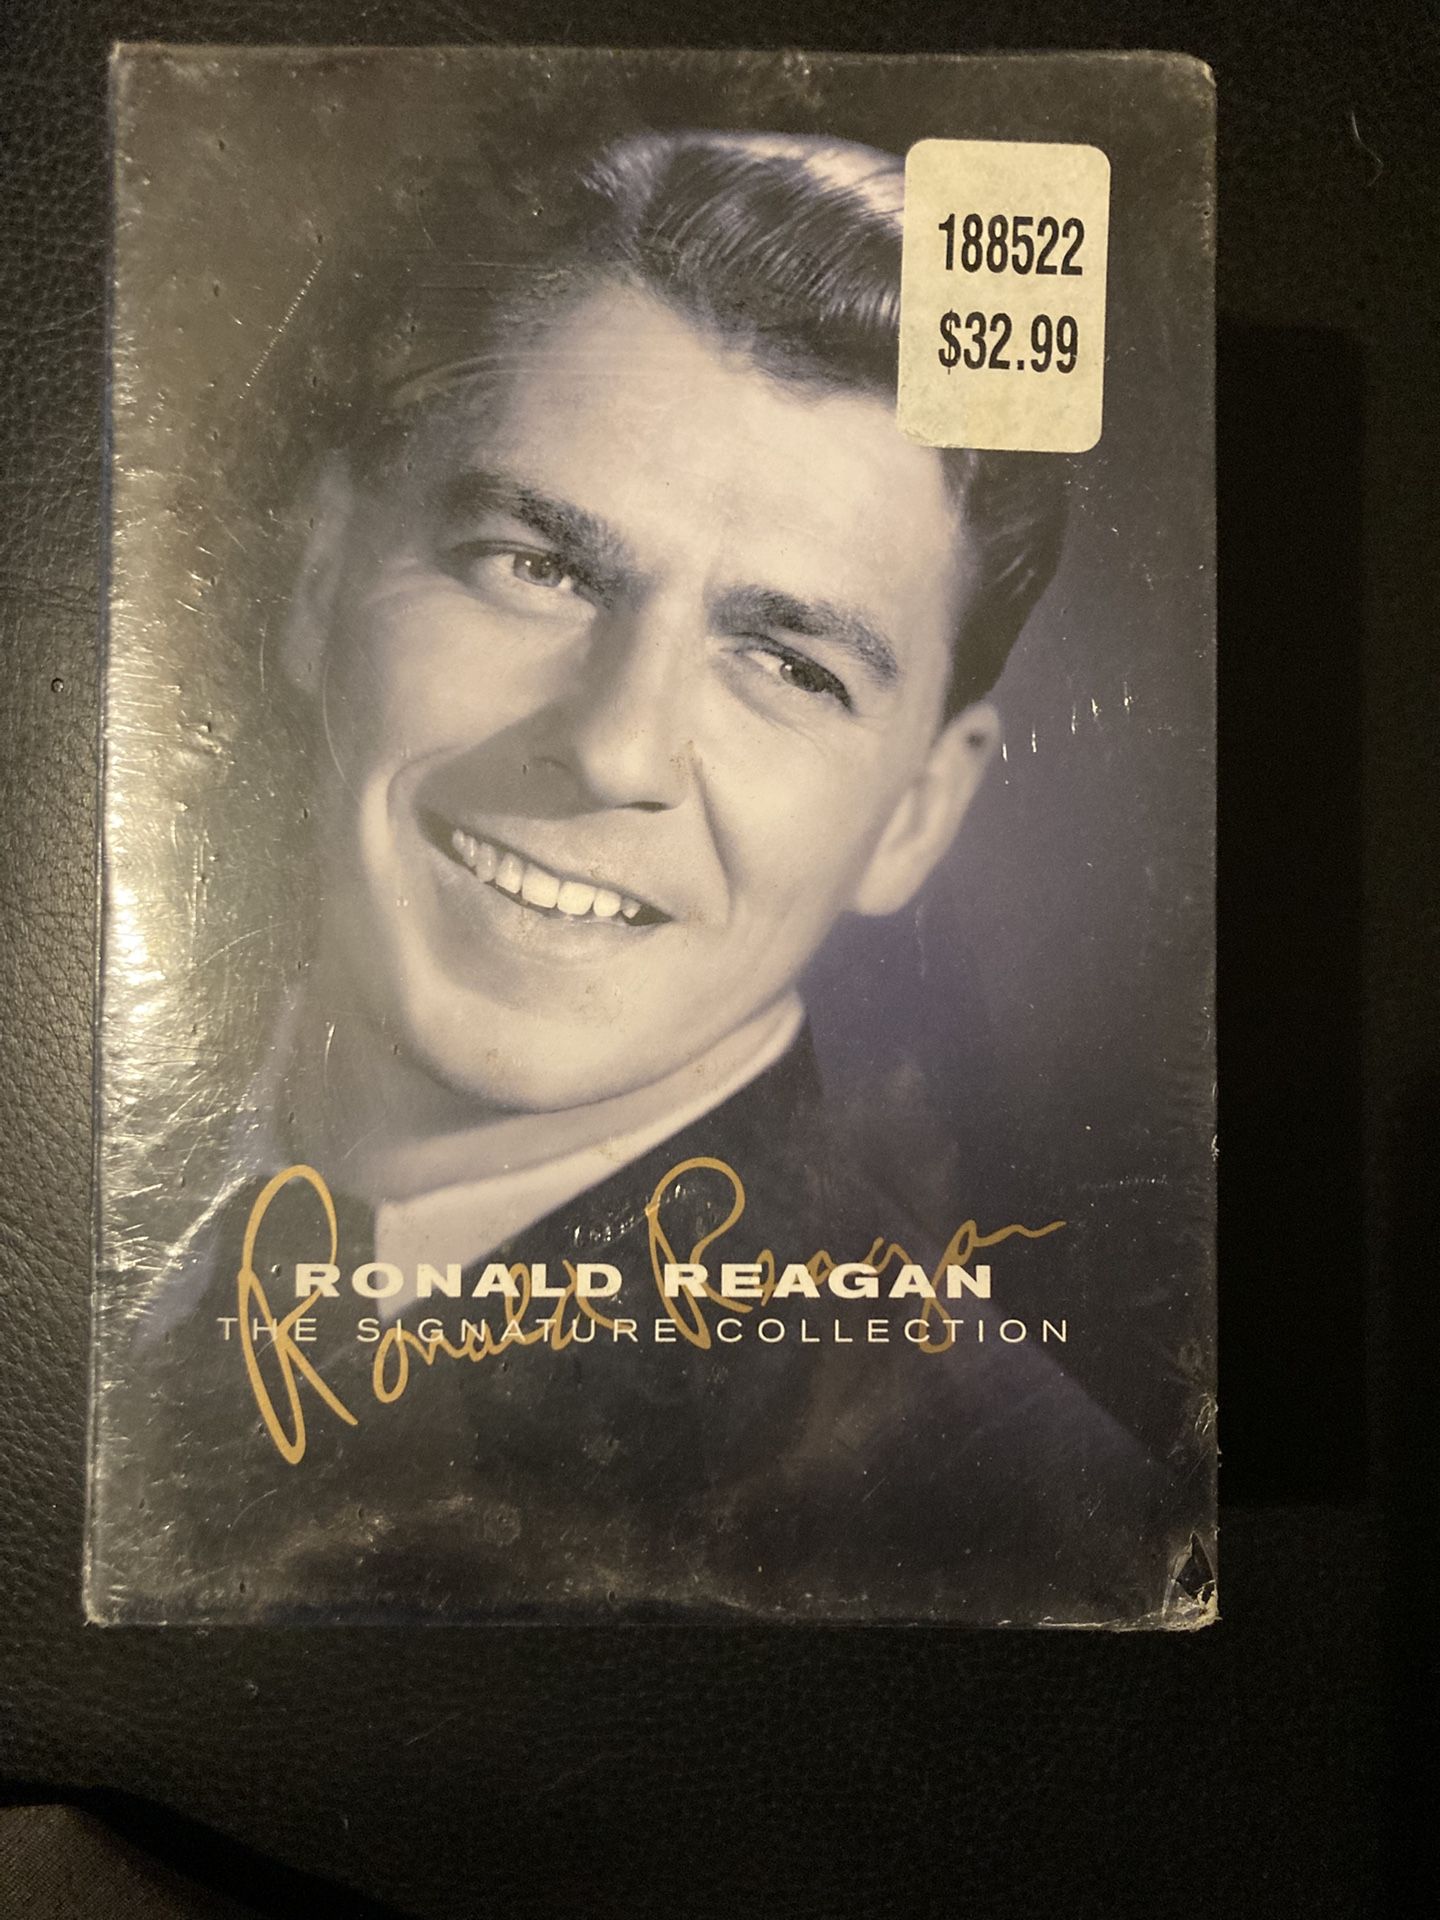 188522
$32.99
Ronald Reagan
RONALD REAGAN
THE SIGNATURE COLLECTION